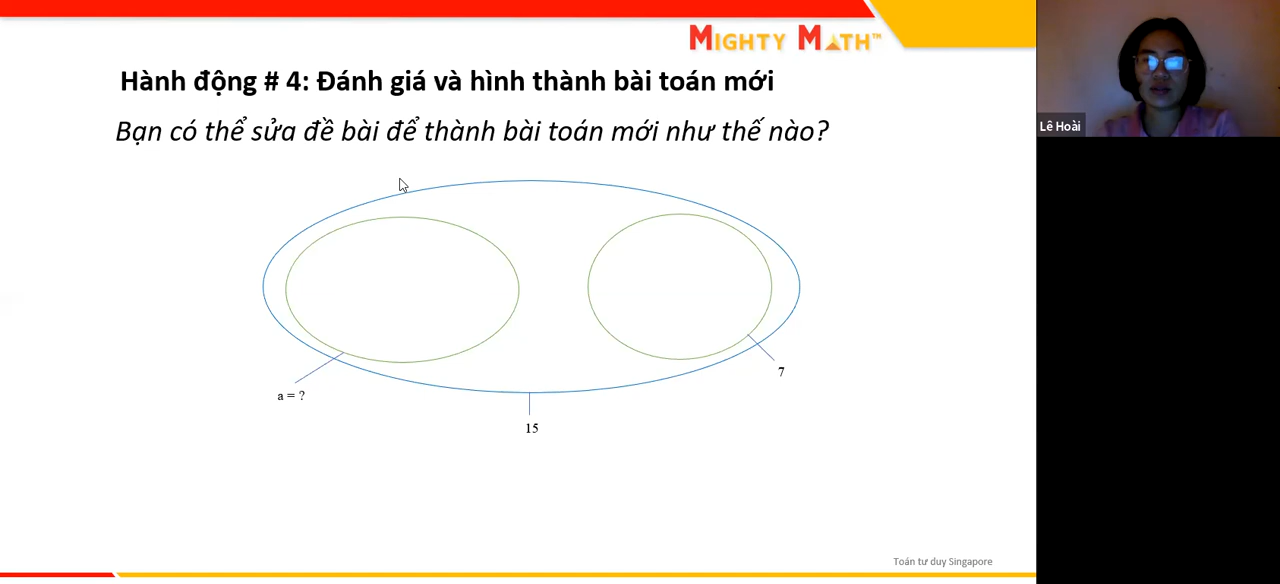 MIGHTY MATH™
Hành động # 4: Đánh giá và hình thành bài toán mới
Bạn có thể sửa đề bài để thành bài toán mới như thế nào?
Lê Hoài
7
a = ?
15
Toán tư duy Singapore